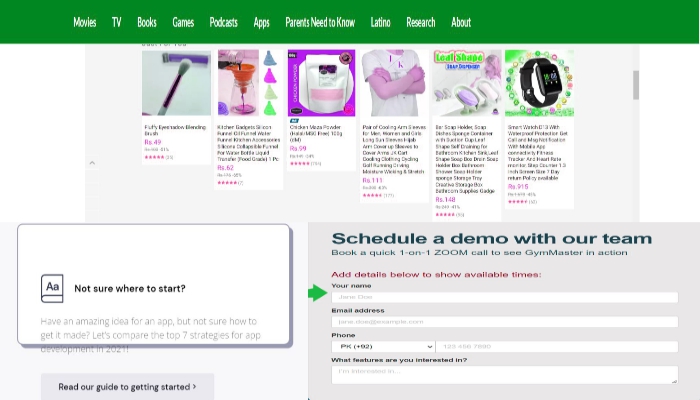 Movies TV Books Games Podcasts Apps Parents Need to Know Latino Research About
Fluffy Eyeshadow Blending
Brush
Rs.49
Kitchen Gadgets Silicon
Funnel Oil Funnel Water
Funnel Kitchen Accessories
Silicone Collapsible Funnel
For Water Bottle Liquid
Transfer (Food Grade) 1 Pc
Rs.62
Chicken Maza Powder
Rs.99
Pair of Cooling Arm Sleeves
for Men, Women and Girls
Long Sun Sleeves Hijab
Arm Cover up Sleeves to
Cover Arms UK Cart
Cooling Clothing Cycling
Golf Running Driving
Moisture Wicking & Stretch
Rs.111
Leaf Shape
SOAP DISPENSER
Bar Soap Holder, Soap
Dishes Sponge Container
with Suction Cup Leaf
Shape Self Draining for
Bathroom Kitchen Sink,Leaf
Shape Soap Box Drain Soap
Holder Box Bathroom
Shower Soap Holder
sponge Storage Tray
Creative Storage Box
Bathroom Supplies Gadge
Rs.148
Smart Watch D13 With
Waterproof Protection Get
Call and Msg Notification
With Mobile App
connectivity Fitness
Tracker And Heart Rate
monitor Step Counter 1.3
inch Screen Size 7 Day
return Policy available
Rs.915
Aa Not sure where to start?
Have an amazing idea for an app, but not sure how to
get it made? Let's compare the top 7 strategies for app
development in 2021!
Read our guide to getting started >
Schedule a demo with our team
Book a quick 1-on-1 ZOOM call to see GymMaster in action
Add details below to show available times:
Your name
Jane Doe
Email address
jane.doe@example.com
Phone
PK (+92) 123 456 7890
What features are you interested in?
I'm interested in...